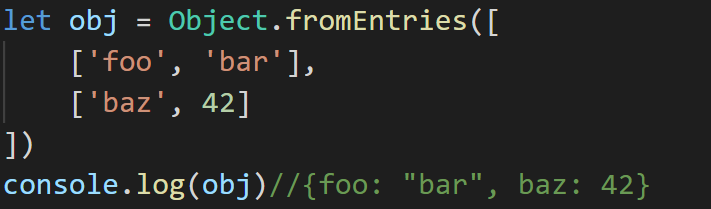 let obj = Object.fromEntries([
    ['foo', 'bar'],
    ['baz', 42]
])
console.log(obj)//{foo: "bar", baz: 42}